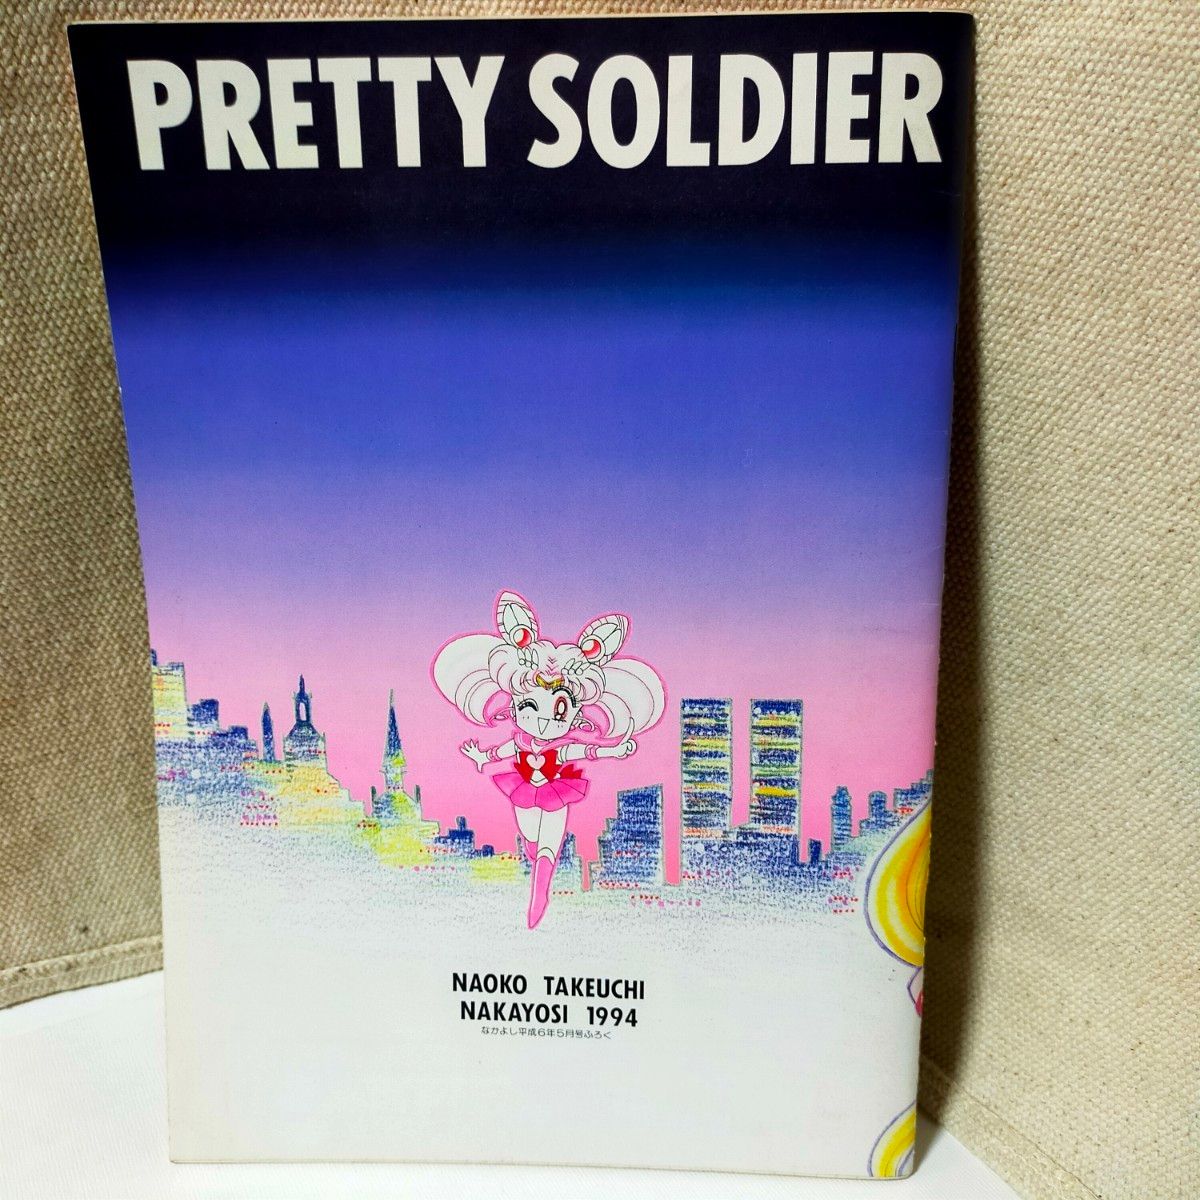 PRETTY SOLDIER
NAOKO TAKEUCHI
NAKAYOSI 1994
なかよし平成6年5月号ふろく